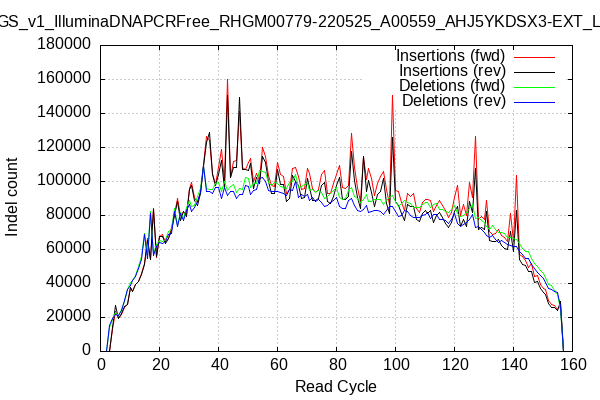 GS_v1_IlluminaDNAPCRFree_RHGM00779-220525_A00559_AHJ5YKDSX3-EXT_L
Insertions (fwd)
Insertions (rev)
Deletions (fwd)
Deletions (rev)
Indel count
180000
160000
140000
120000
100000
80000
60000
40000
20000
0
0 20 40 60 80 100 120 140 160
Read Cycle